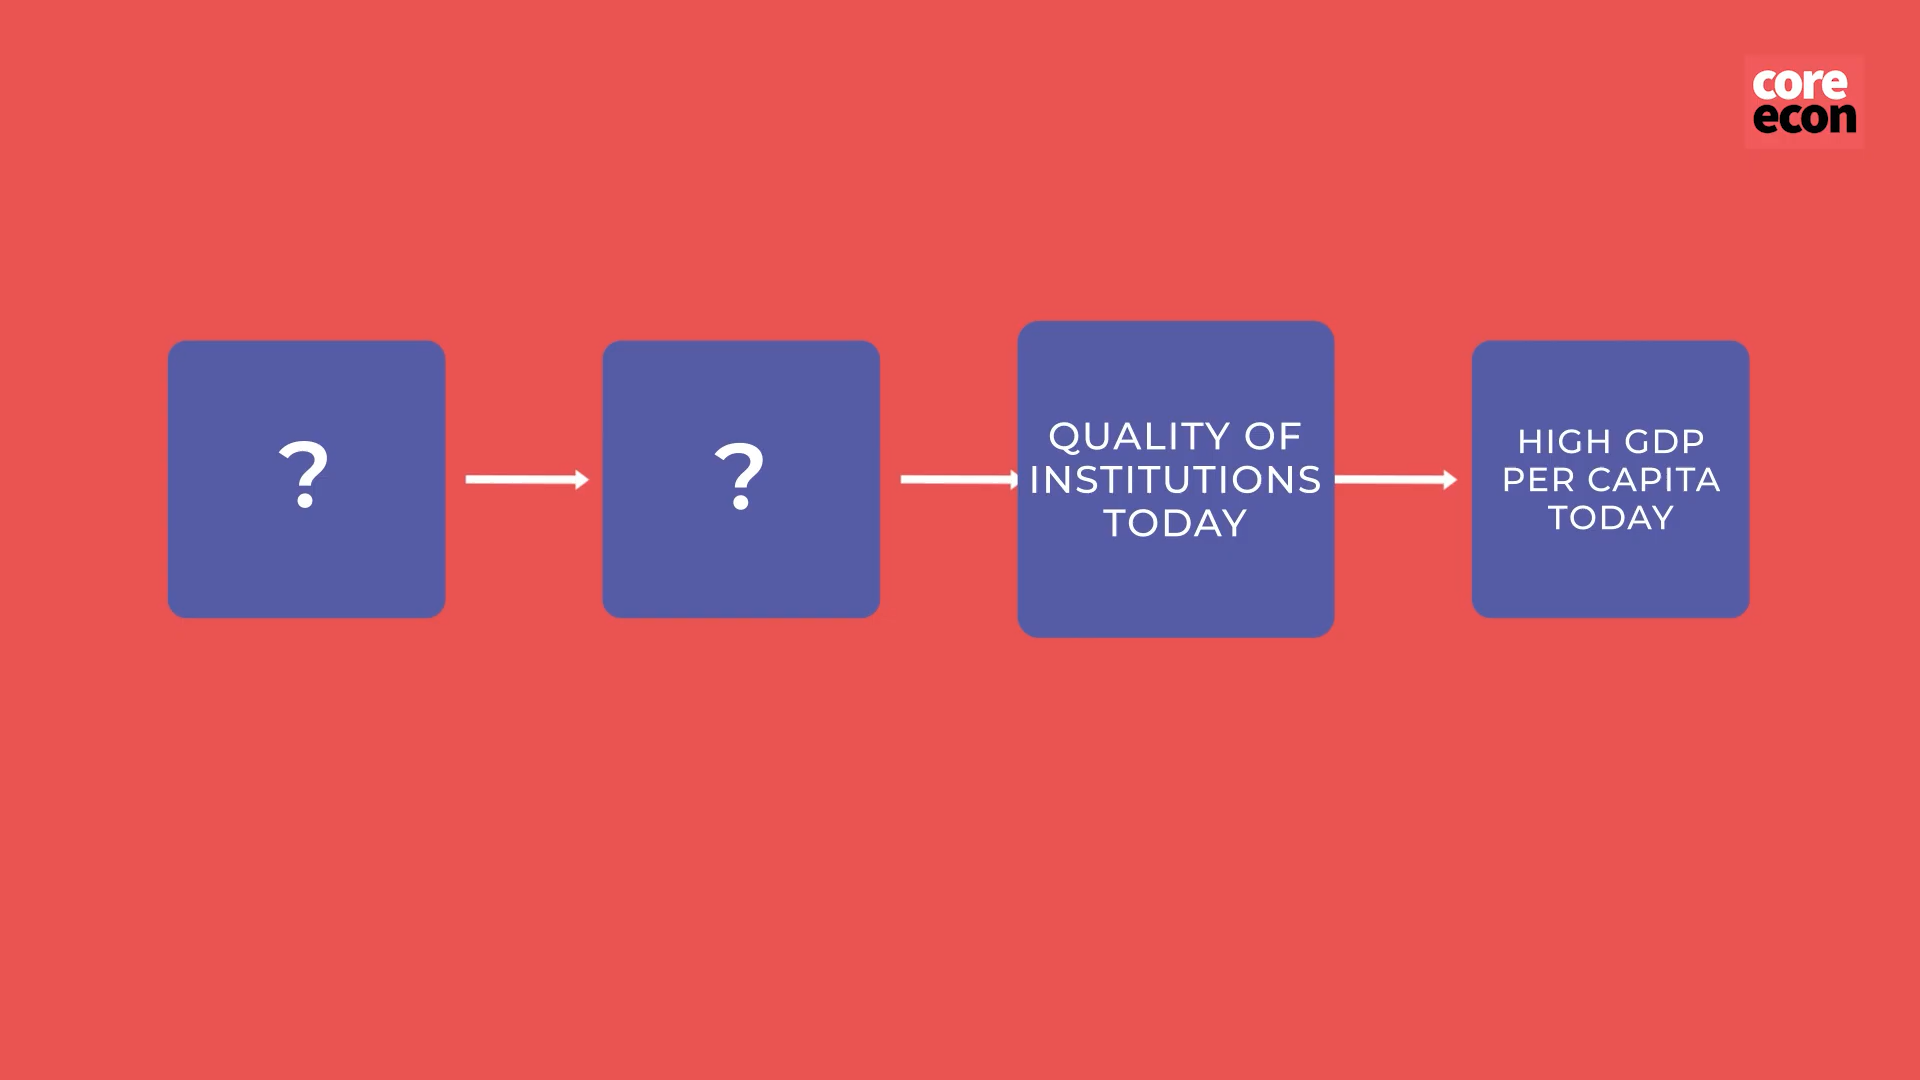 core
econ
?
?
QUALITY OF
INSTITUTIONS
TODAY
HIGH GDP
PER CAPITA
TODAY